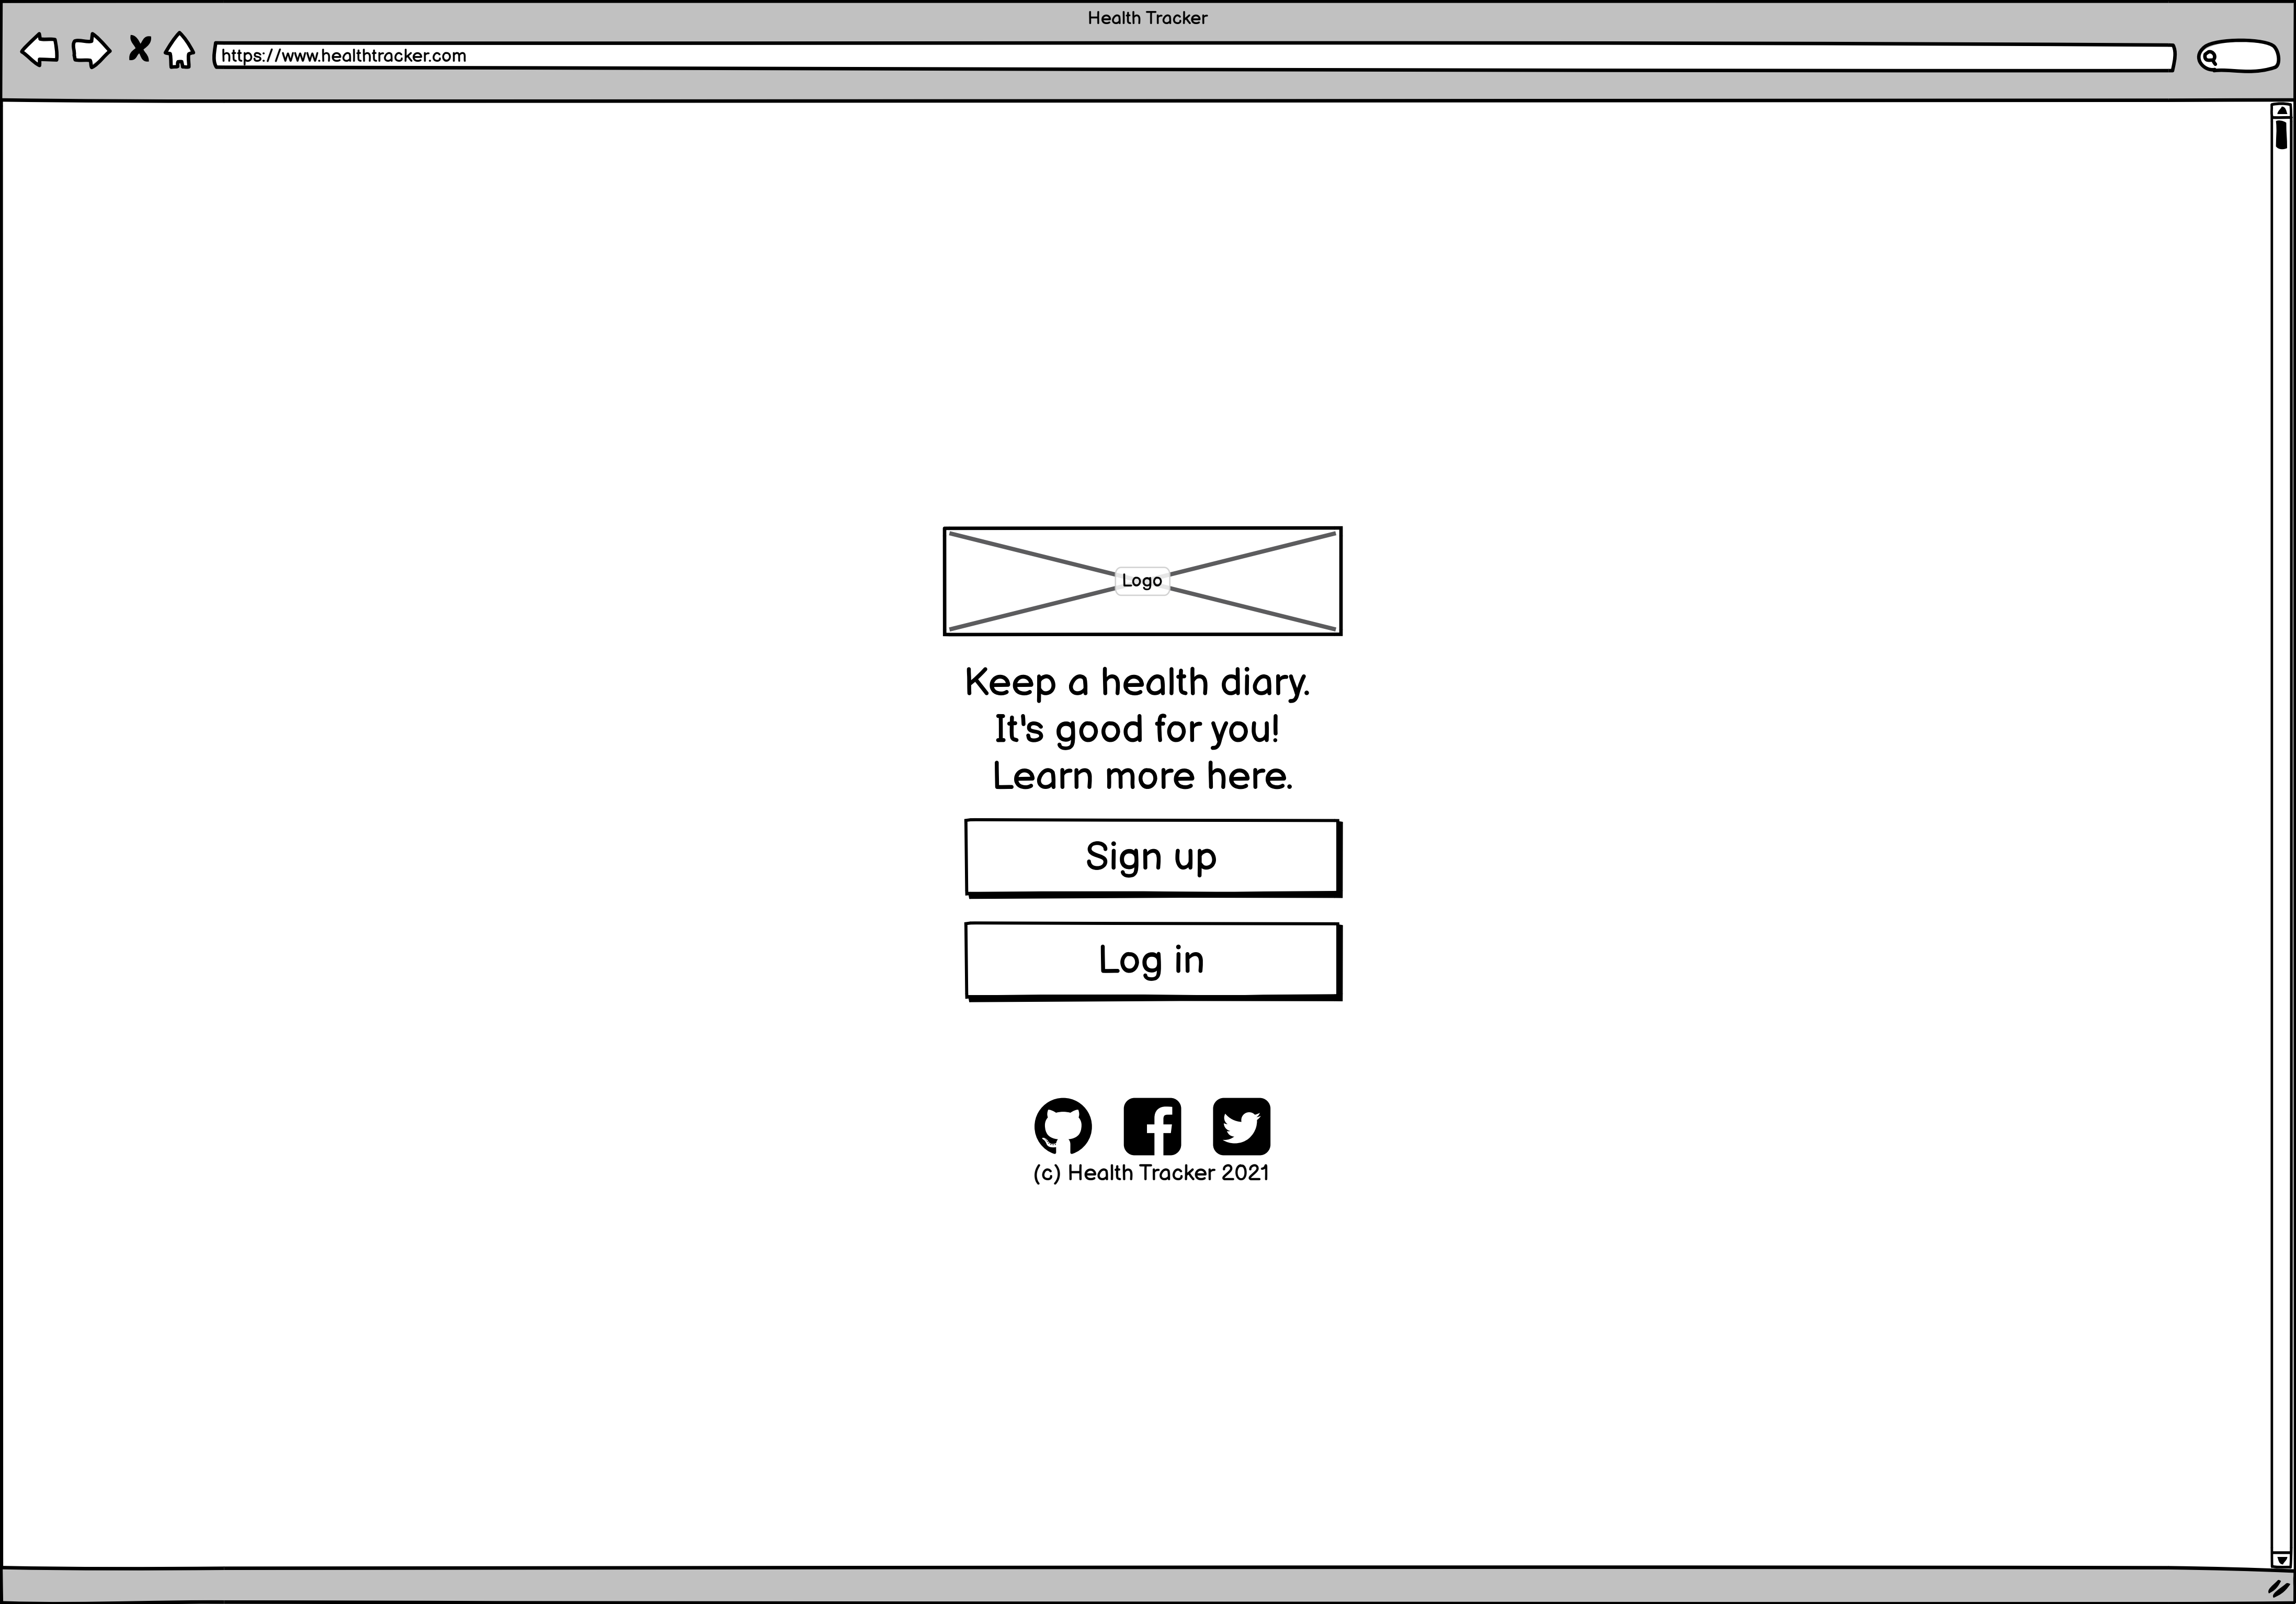 Health Tracker
https://www.healthtracker.com
Logo
Keep a health diary.
It's good for you!
Learn more here.
Sign up
Log in
(c) Health Tracker 2021